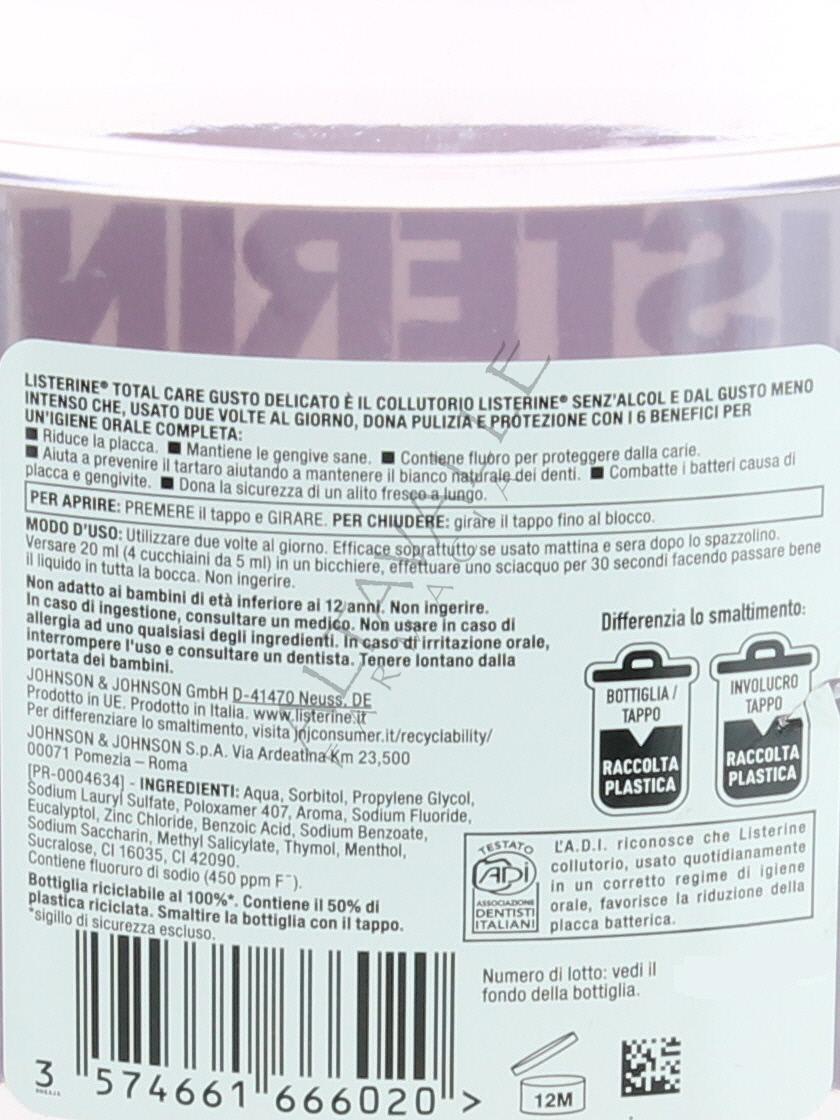 LISTERIN
LISTERINE® TOTAL CARE GUSTO DELICATO È IL COLLUTORIO LISTERINE® SENZ'ALCOL E DAL GUSTO MENO
INTENSO CHE, USATO DUE VOLTE AL GIORNO, DONA PULIZIA E PROTEZIONE CON I 6 BENEFICI PER
UN'IGIENE ORALE COMPLETA:
■ Riduce la placca. ■ Mantiene le gengive sane. ■ Contiene fluoro per proteggere dalla carie.
■ Aiuta a prevenire il tartaro aiutando a mantenere il bianco naturale dei denti. ■ Combatte i batteri causa di
placca e gengivite. ■ Dona la sicurezza di un alito fresco a lungo.
PER APRIRE: PREMERE il tappo e GIRARE. PER CHIUDERE: girare il tappo fino al blocco.
MODO D'USO: Utilizzare due volte al giorno. Efficace soprattutto se usato mattina e sera dopo lo spazzolino.
Versare 20 ml (4 cucchiaini da 5 ml) in un bicchiere, effettuare uno sciacquo per 30 secondi facendo passare bene
il liquido in tutta la bocca. Non ingerire.
Non adatto ai bambini di età inferiore ai 12 anni. Non ingerire.
In caso di ingestione, consultare un medico. Non usare in caso di
allergia ad uno qualsiasi degli ingredienti. In caso di irritazione orale,
interrompere l'uso e consultare un dentista. Tenere lontano dalla
portata dei bambini.
JOHNSON & JOHNSON GmbH D-41470 Neuss, DE
Prodotto in UE. Prodotto in Italia. www.listerine.it
Per differenziare lo smaltimento, visita jnjconsumer.it/recyclability/
JOHNSON & JOHNSON S.p.A. Via Ardeatina Km 23,500
00071 Pomezia – Roma
[PR-0004634] - INGREDIENTI: Aqua, Sorbitol, Propylene Glycol,
Sodium Lauryl Sulfate, Poloxamer 407, Aroma, Sodium Fluoride,
Eucalyptol, Zinc Chloride, Benzoic Acid, Sodium Benzoate,
Sodium Saccharin, Methyl Salicylate, Thymol, Menthol,
Sucralose, CI 16035, CI 42090.
Contiene fluoruro di sodio (450 ppm F⁻).
Bottiglia riciclabile al 100%*. Contiene il 50% di
plastica riciclata. Smaltire la bottiglia con il tappo.
*sigillo di sicurezza escluso.
Differenzia lo smaltimento:
BOTTIGLIA /
TAPPO
RACCOLTA
PLASTICA
INVOLUCRO
TAPPO
RACCOLTA
PLASTICA
TESTATO
ADI
ASSOCIAZIONE
DENTISTI
ITALIANI
L'A.D.I. riconosce che Listerine
collutorio, usato quotidianamente
in un corretto regime di igiene
orale, favorisce la riduzione della
placca batterica.
Numero di lotto: vedi il
fondo della bottiglia.
12M
3 574661 666020 >